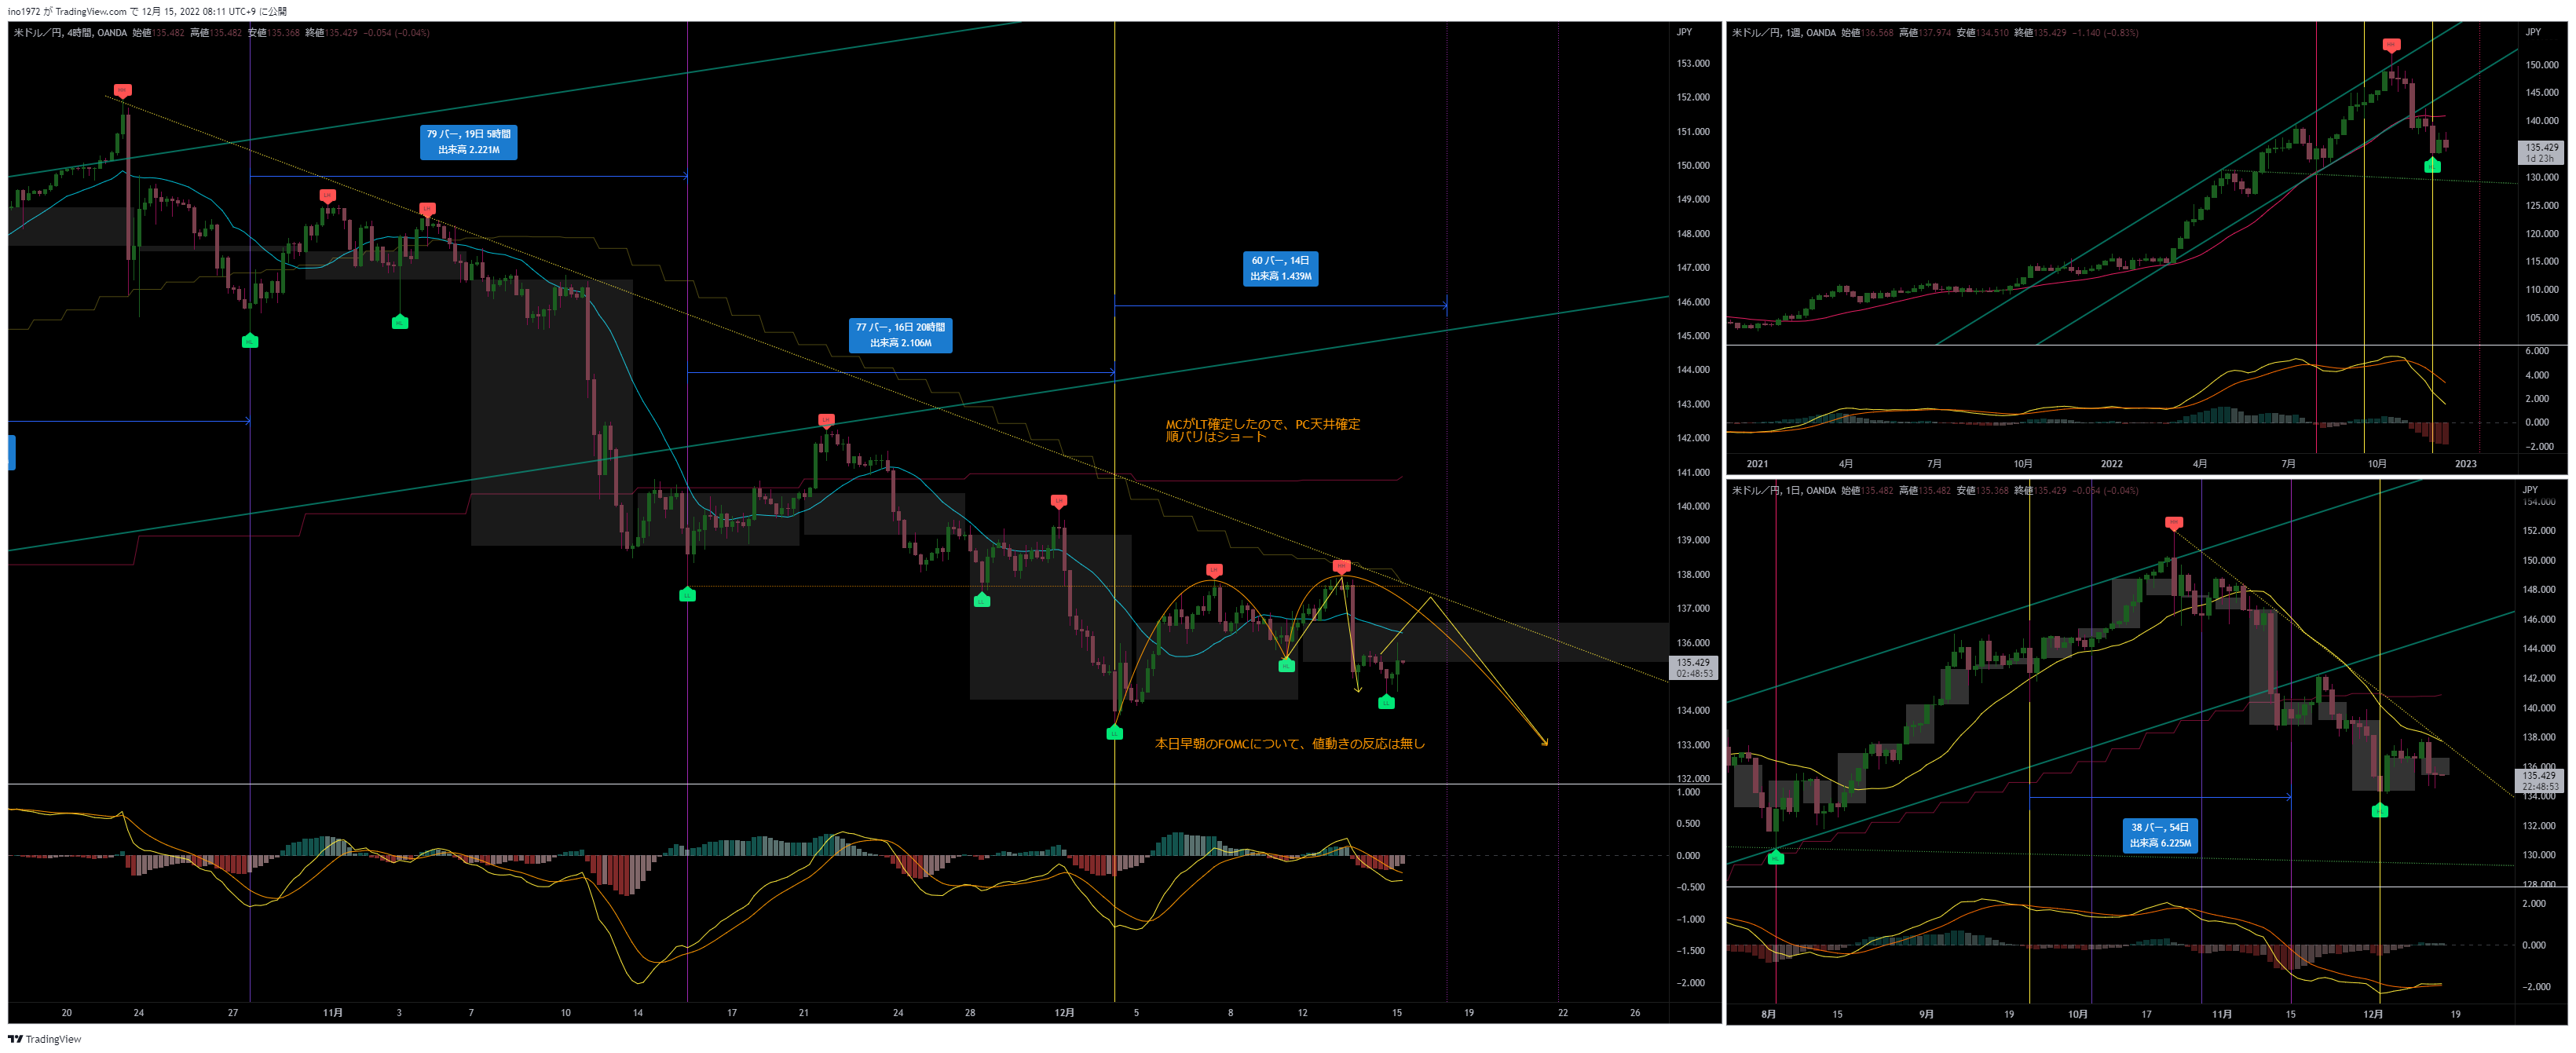 ino1972 が TradingView.com で 12月 15, 2022 08:11 UTC+9 に公開
米ドル／円, 4時間, OANDA 始値135.482 高値135.482 安値135.368 終値135.429 −0.054 (−0.04%)
JPY
153.000
152.000
151.000
150.000
149.000
148.000
147.000
146.000
145.000
144.000
143.000
142.000
141.000
140.000
139.000
138.000
137.000
136.000
135.429
02:48:53
134.000
133.000
132.000
1.000
0.500
0.000
−0.500
−1.000
−1.500
−2.000
HH
LH
LH
HL
HL
79 バー, 19日 5時間
出来高 2.221M
77 バー, 16日 20時間
出来高 2.106M
60 バー, 14日
出来高 1.439M
MCがLT確定したので、PC天井確定
順バリはショート
LH
LH
LH
HH
LL
LL
LL
HL
LL
本日早朝のFOMCについて、値動きの反応は無し
20
24
27
11月
3
7
10
14
17
21
24
28
12月
5
8
12
15
19
22
26
米ドル／円, 1週, OANDA 始値136.568 高値137.974 安値134.510 終値135.429 −1.140 (−0.83%)
JPY
HH
150.000
145.000
140.000
135.429
1d 23h
130.000
125.000
120.000
115.000
110.000
105.000
6.000
4.000
2.000
0.000
−2.000
2021
4月
7月
10月
2022
4月
7月
10月
2023
米ドル／円, 1日, OANDA 始値135.482 高値135.482 安値135.368 終値135.429 −0.054 (−0.04%)
JPY
154.000
152.000
150.000
148.000
146.000
144.000
142.000
140.000
138.000
136.000
135.429
22:48:53
134.000
132.000
130.000
128.000
2.000
0.000
−2.000
HH
HL
38 バー, 54日
出来高 6.225M
8月
15
9月
19
10月
17
11月
15
12月
19
TradingView